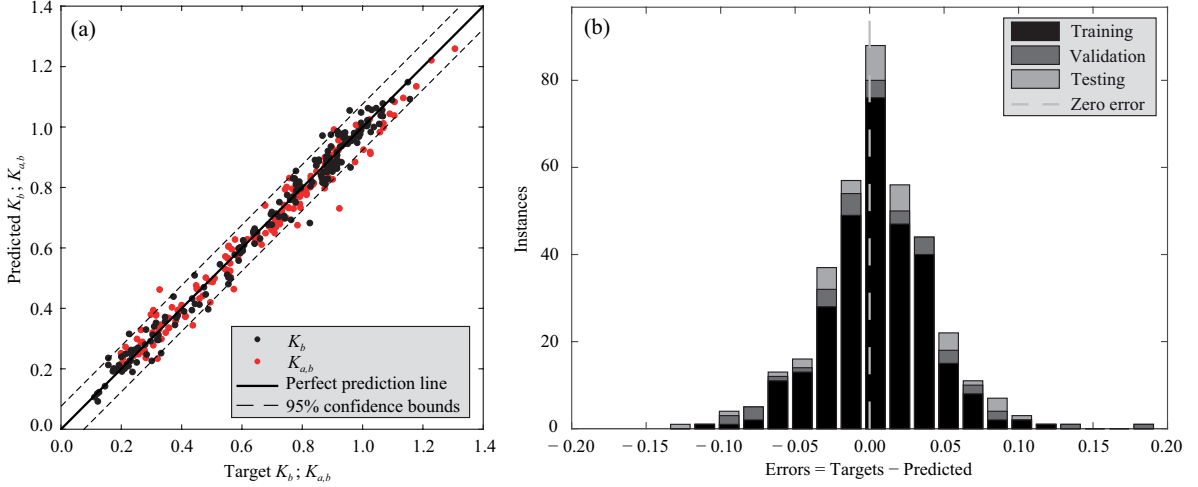 (a)
1.4
1.2
1.0
0.8
0.6
0.4
0.2
0.0
Predicted K_b ; K_{a,b}
K_b
K_{a,b}
Perfect prediction line
95% confidence bounds
0.0 0.2 0.4 0.6 0.8 1.0 1.2 1.4
Target K_b ; K_{a,b}
(b)
Training
Validation
Testing
Zero error
80
60
40
20
0
Instances
−0.20 −0.15 −0.10 −0.05 0.00 0.05 0.10 0.15 0.20
Errors = Targets − Predicted